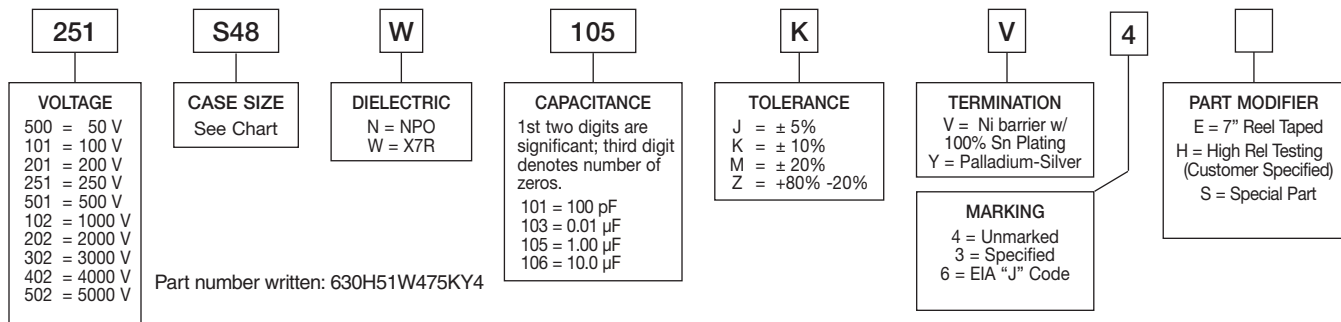 251 S48 W 105 K V 4
VOLTAGE
500 = 50 V
101 = 100 V
201 = 200 V
251 = 250 V
501 = 500 V
102 = 1000 V
202 = 2000 V
302 = 3000 V
402 = 4000 V
502 = 5000 V
CASE SIZE
See Chart
DIELECTRIC
N = NPO
W = X7R
CAPACITANCE
1st two digits are
significant; third digit
denotes number of
zeros.
101 = 100 pF
103 = 0.01 µF
105 = 1.00 µF
106 = 10.0 µF
TOLERANCE
J = ± 5%
K = ± 10%
M = ± 20%
Z = +80% -20%
TERMINATION
V = Ni barrier w/
100% Sn Plating
Y = Palladium-Silver
MARKING
4 = Unmarked
3 = Specified
6 = EIA “J” Code
PART MODIFIER
E = 7” Reel Taped
H = High Rel Testing
(Customer Specified)
S = Special Part
Part number written: 630H51W475KY4